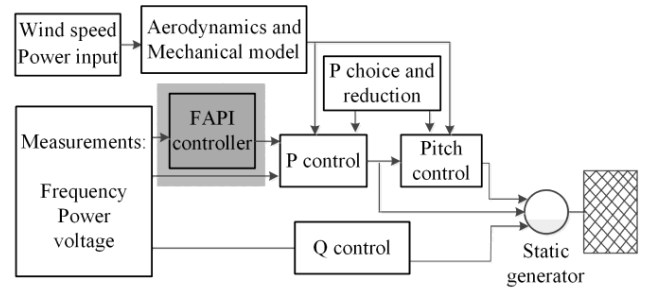 Wind speed
Power input
Aerodynamics and
Mechanical model
P choice and
reduction
FAPI
controller
Measurements:
Frequency
Power
voltage
P control
Pitch
control
Q control
Static
generator